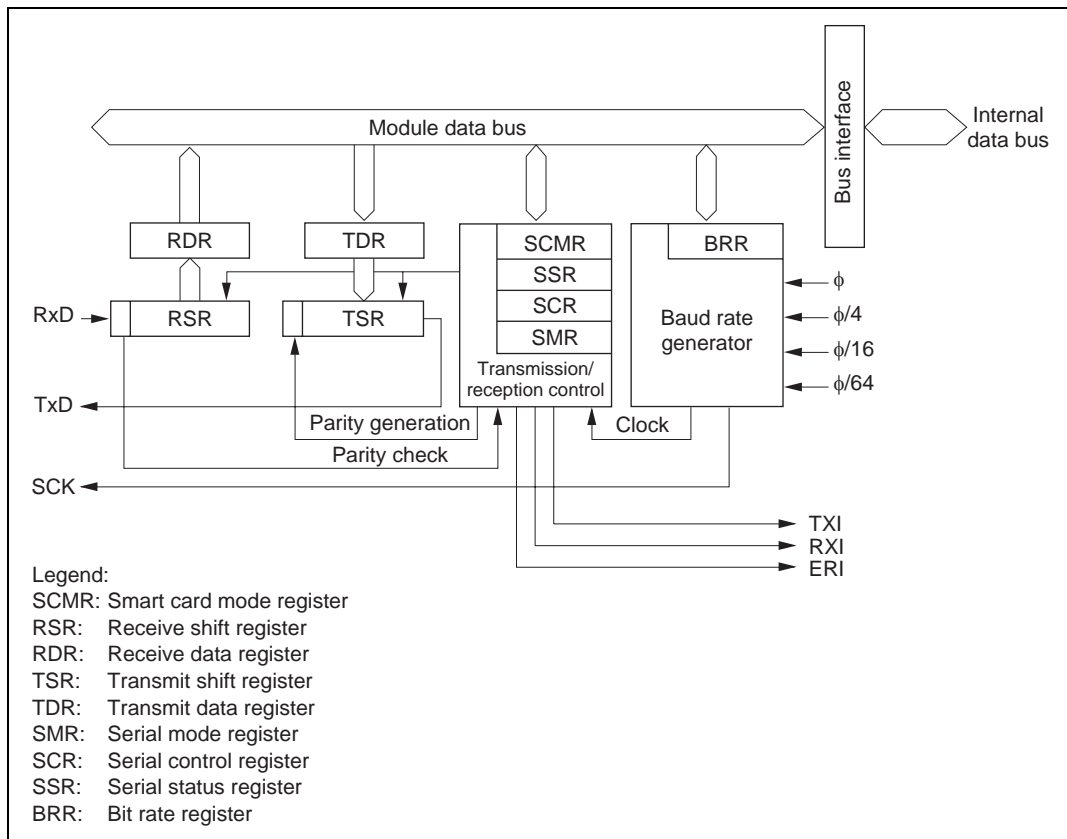 Bus interface
Internal
data bus
Module data bus
RDR
TDR
SCMR
BRR
SSR
SCR
SMR
RxD
RSR
TSR
Baud rate
generator
ϕ
ϕ/4
ϕ/16
ϕ/64
Transmission/
reception control
TxD
Parity generation
Clock
Parity check
SCK
TXI
RXI
ERI
Legend:
SCMR: Smart card mode register
RSR: Receive shift register
RDR: Receive data register
TSR: Transmit shift register
TDR: Transmit data register
SMR: Serial mode register
SCR: Serial control register
SSR: Serial status register
BRR: Bit rate register